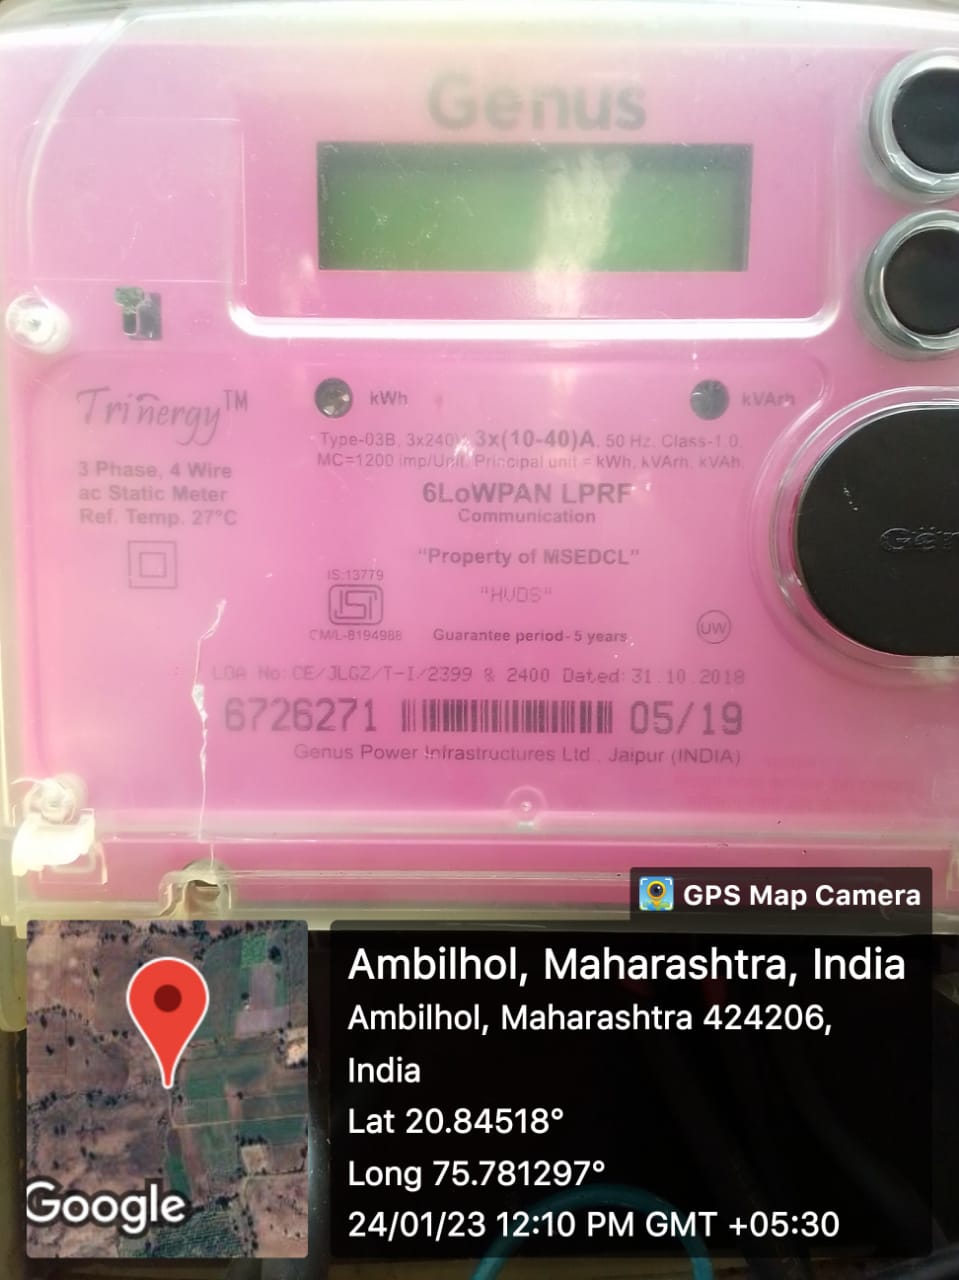 Genus
Trinergy™
kWh
kVArh
Type-03B, 3x240V, 3x(10-40)A, 50 Hz, Class-1.0,
MC=1200 imp/Unit, Principal unit = kWh, kVArh, kVAh
3 Phase, 4 Wire
ac Static Meter
Ref. Temp. 27°C
6LoWPAN LPRF
Communication
"Property of MSEDCL"
IS:13779
"HVDS"
ISI
CM/L-8194988
Guarantee period - 5 years
UW
LOA No: CE/JLGZ/T-I/2399 & 2400 Dated: 31.10.2018
6726271 05/19
Genus Power Infrastructures Ltd., Jaipur (INDIA)
GPS Map Camera
Ambilhol, Maharashtra, India
Ambilhol, Maharashtra 424206,
India
Lat 20.84518°
Long 75.781297°
24/01/23 12:10 PM GMT +05:30
Google